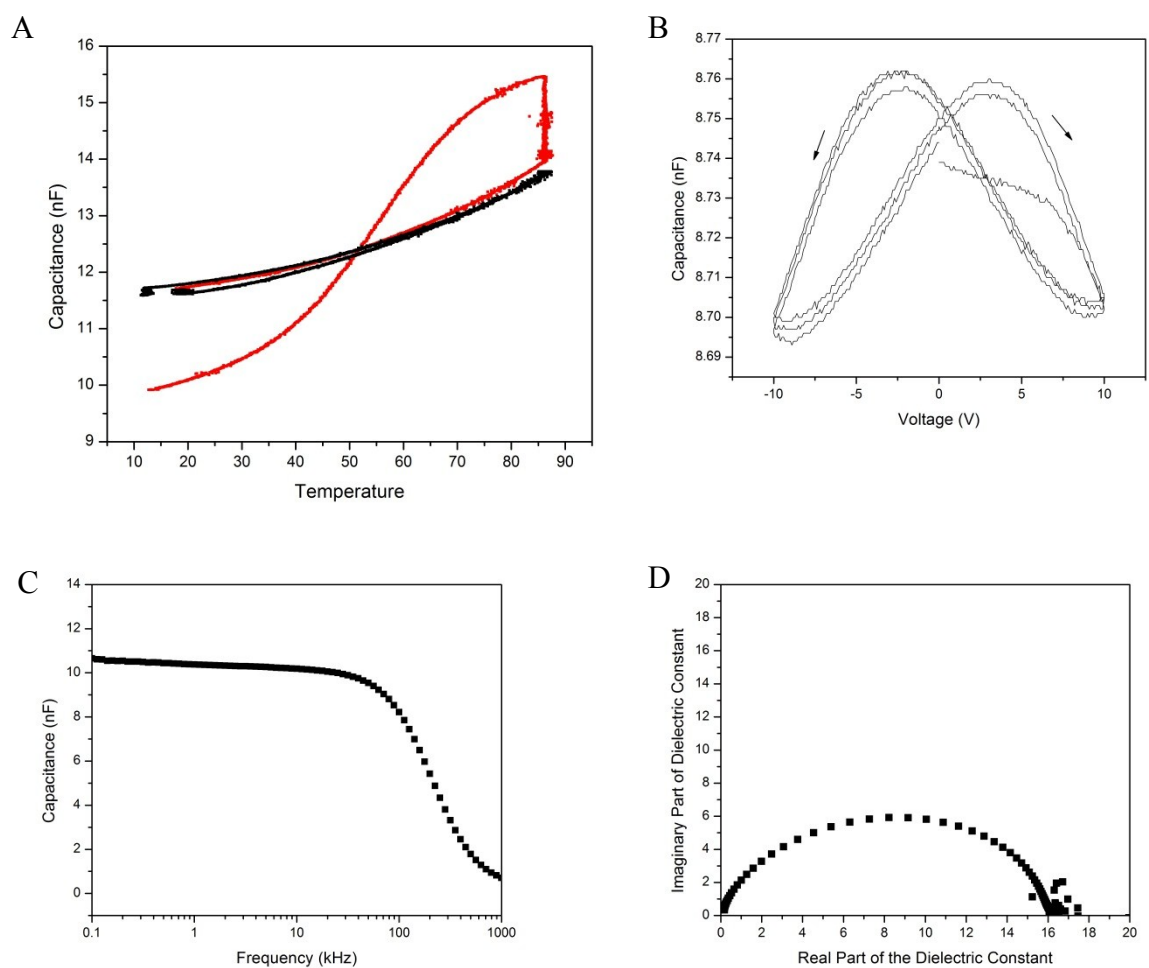 A
16
15
14
13
12
11
10
9
10 20 30 40 50 60 70 80 90
Capacitance (nF)
Temperature
B
8.77
8.76
8.75
8.74
8.73
8.72
8.71
8.70
8.69
-10 -5 0 5 10
Capacitance (nF)
Voltage (V)
C
14
12
10
8
6
4
2
0
0.1 1 10 100 1000
Capacitance (nF)
Frequency (kHz)
D
20
18
16
14
12
10
8
6
4
2
0
0 2 4 6 8 10 12 14 16 18 20
Imaginary Part of Dielectric Constant
Real Part of the Dielectric Constant